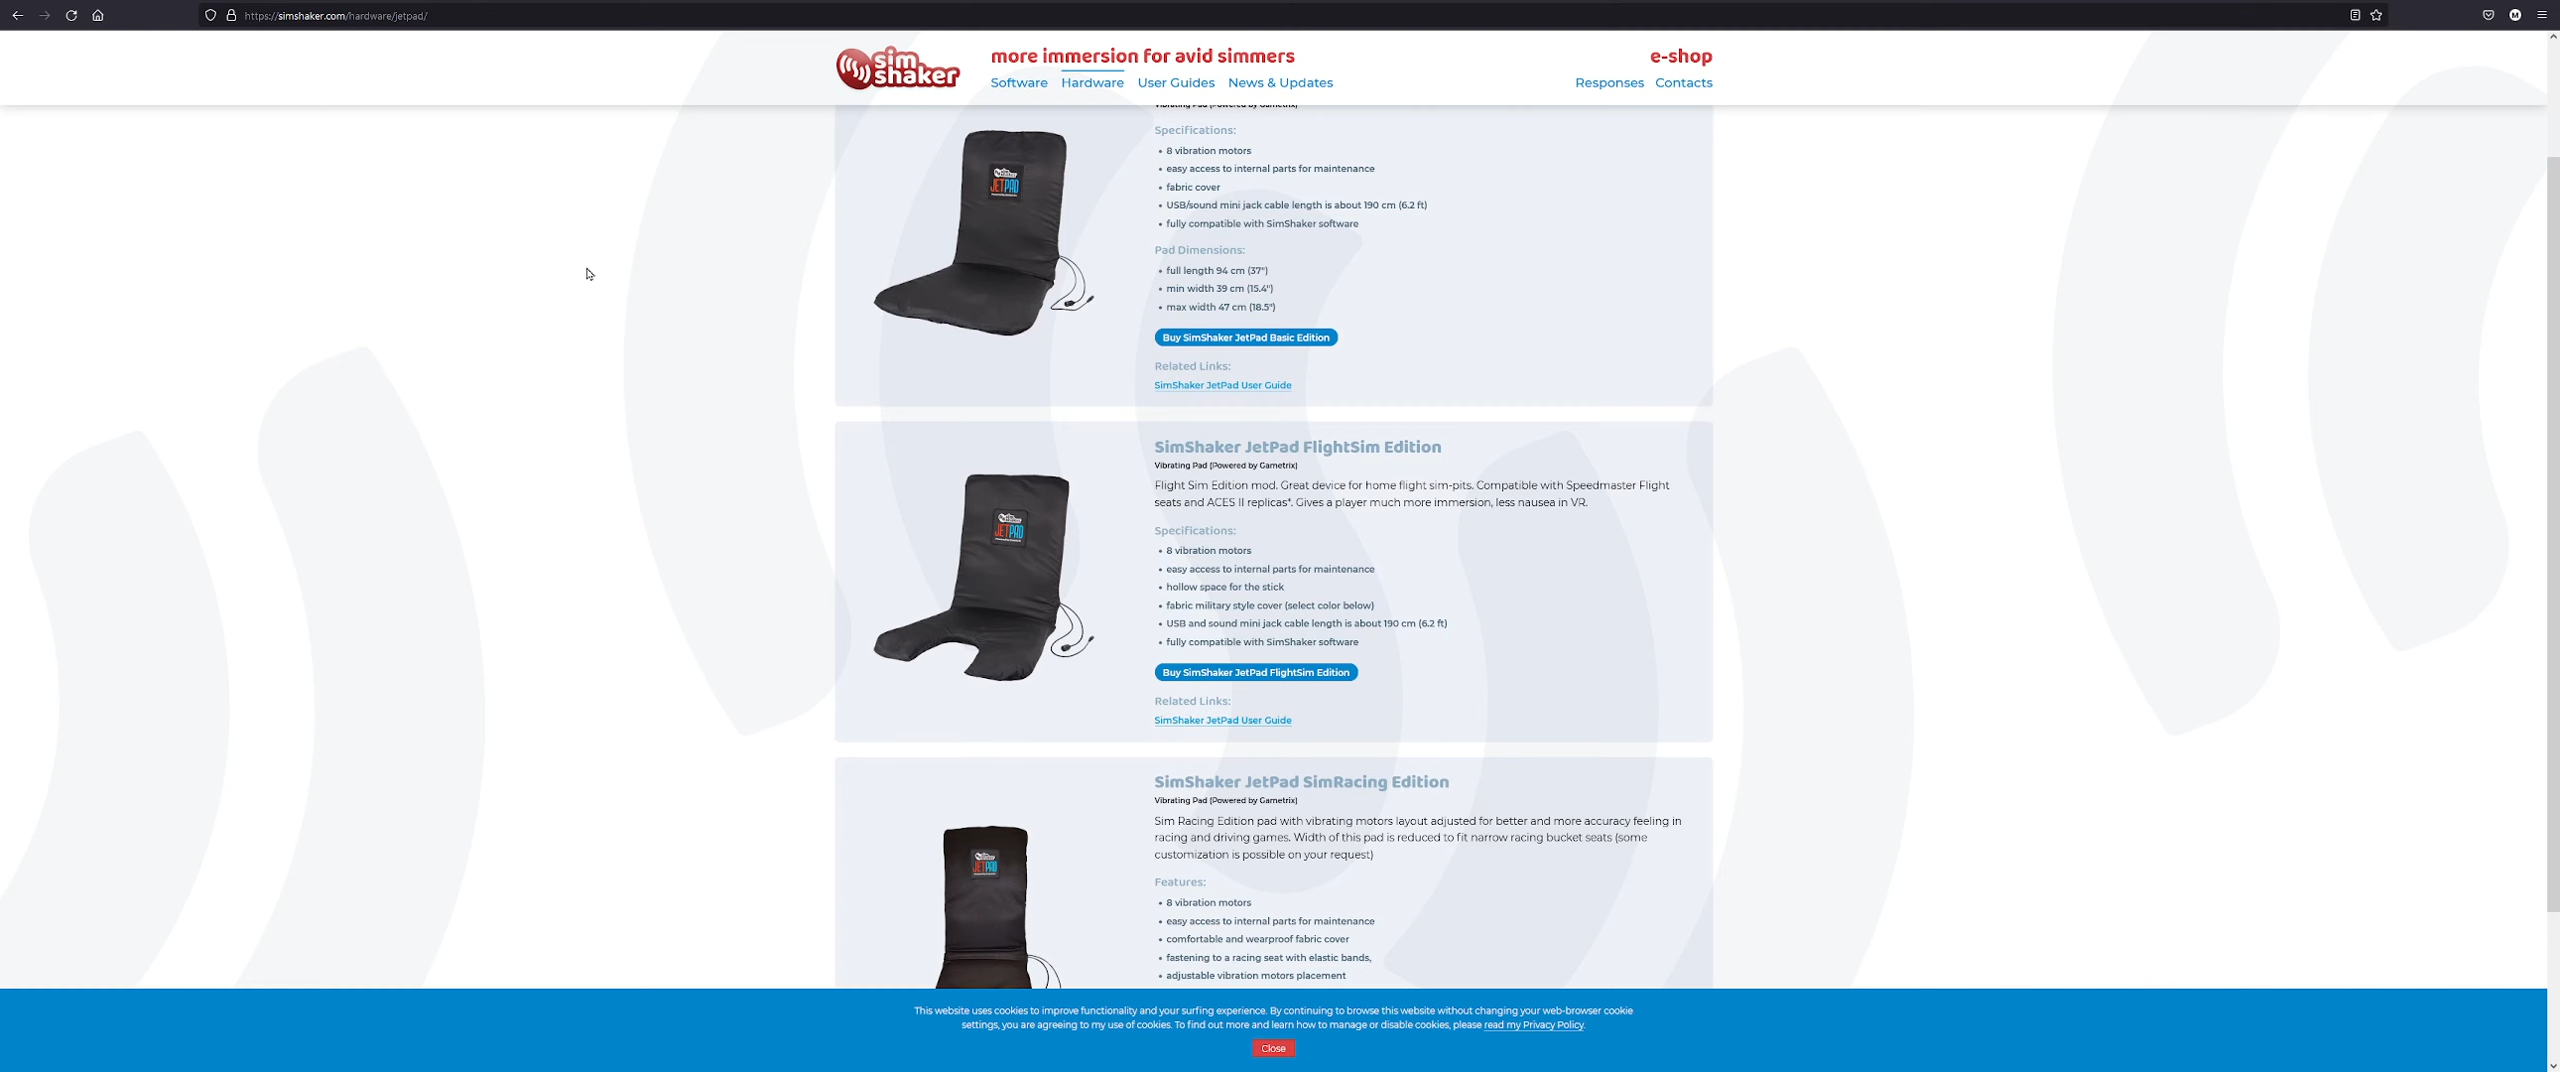 https://simshaker.com/hardware/jetpad/
sim shaker
more immersion for avid simmers
e-shop
Software Hardware User Guides News & Updates
Responses Contacts
Vibrating Pad (Powered by Gametrix)
Specifications:
• 8 vibration motors
• easy access to internal parts for maintenance
• fabric cover
• USB/sound mini jack cable length is about 190 cm (6.2 ft)
• fully compatible with SimShaker software
Pad Dimensions:
• full length 94 cm (37")
• min width 39 cm (15.4")
• max width 47 cm (18.5")
Buy SimShaker JetPad Basic Edition
Related Links:
SimShaker JetPad User Guide
JETPAD
SimShaker JetPad FlightSim Edition
Vibrating Pad (Powered by Gametrix)
Flight Sim Edition mod. Great device for home flight sim-pits. Compatible with Speedmaster Flight
seats and ACES II replicas*. Gives a player much more immersion, less nausea in VR.
Specifications:
• 8 vibration motors
• easy access to internal parts for maintenance
• hollow space for the stick
• fabric military style cover (select color below)
• USB and sound mini jack cable length is about 190 cm (6.2 ft)
• fully compatible with SimShaker software
Buy SimShaker JetPad FlightSim Edition
Related Links:
SimShaker JetPad User Guide
JETPAD
SimShaker JetPad SimRacing Edition
Vibrating Pad (Powered by Gametrix)
Sim Racing Edition pad with vibrating motors layout adjusted for better and more accuracy feeling in
racing and driving games. Width of this pad is reduced to fit narrow racing bucket seats (some
customization is possible on your request)
Features:
• 8 vibration motors
• easy access to internal parts for maintenance
• comfortable and wearproof fabric cover
• fastening to a racing seat with elastic bands,
• adjustable vibration motors placement
JETPAD
This website uses cookies to improve functionality and your surfing experience. By continuing to browse this website without changing your web-browser cookie
settings, you are agreeing to my use of cookies. To find out more and learn how to manage or disable cookies, please read my Privacy Policy.
Close